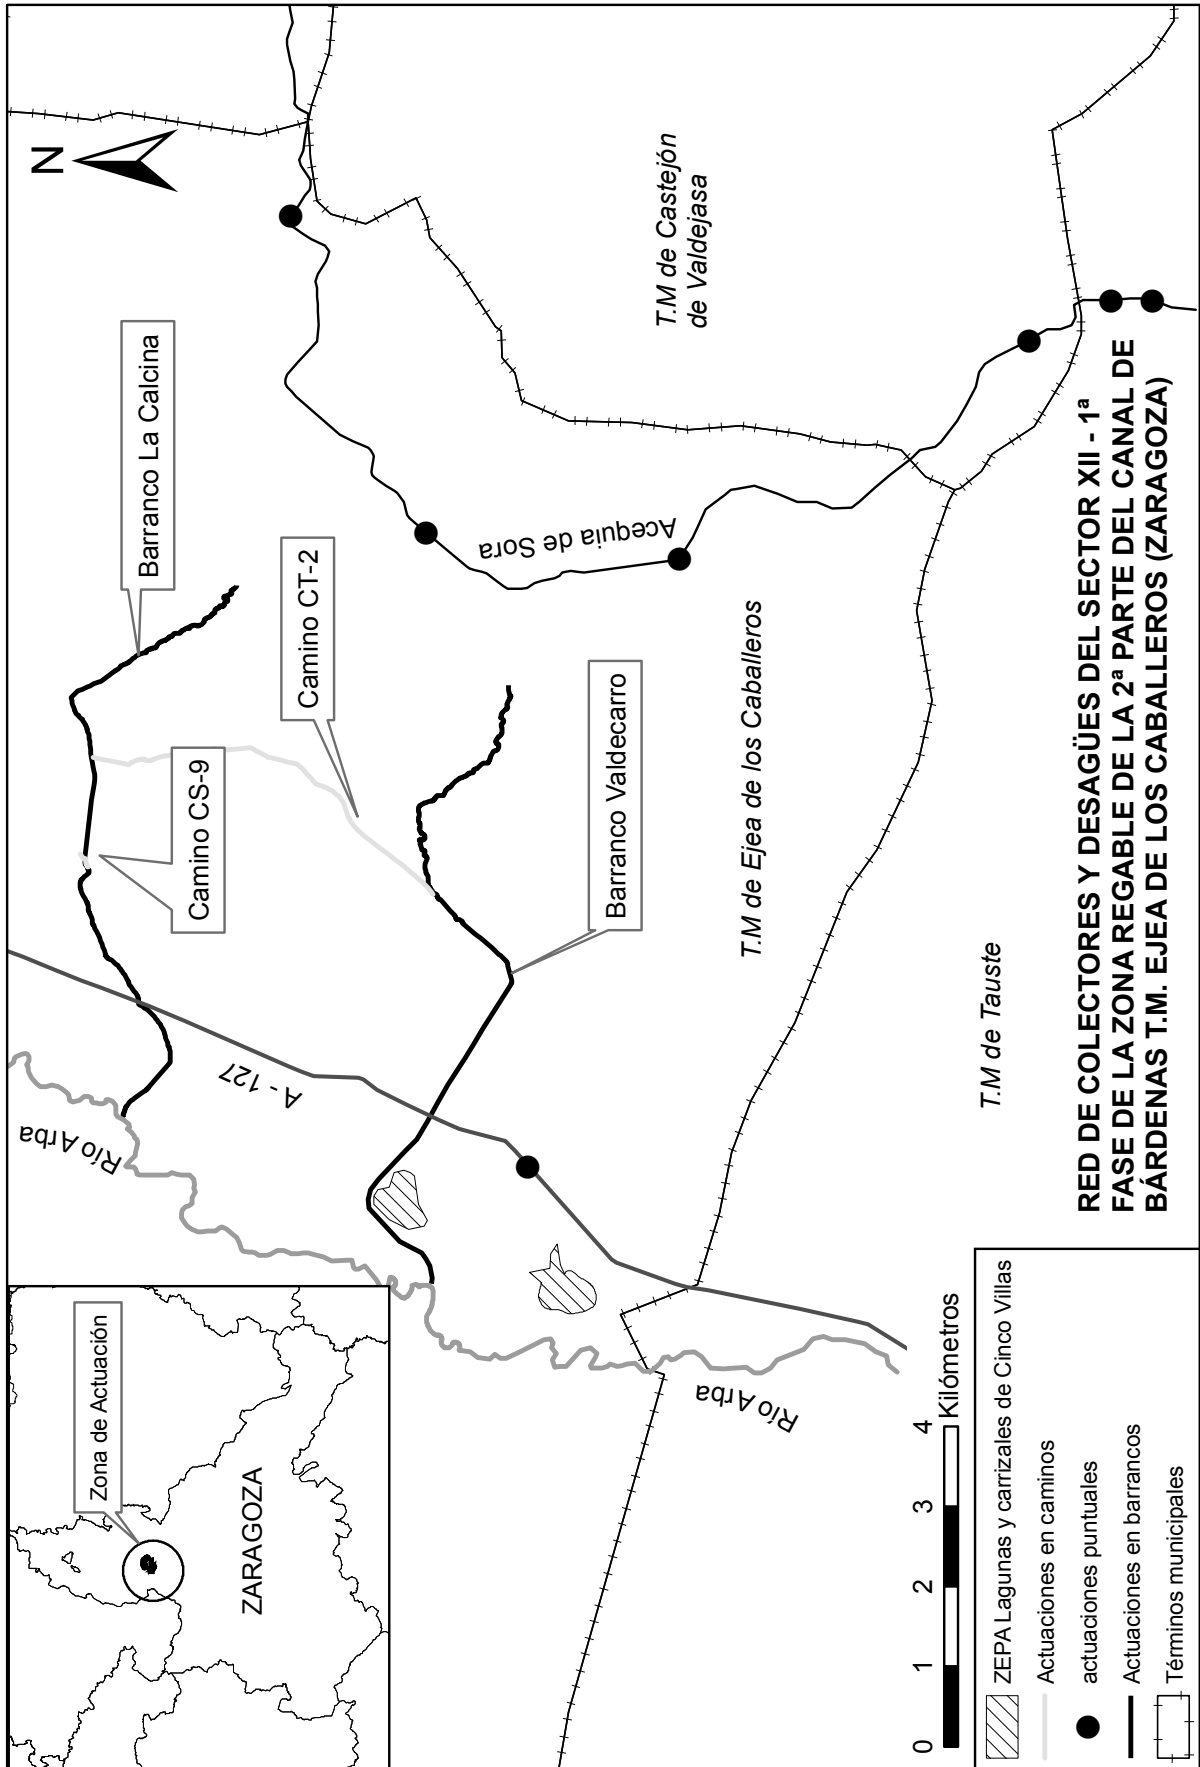 N
Zona de Actuación
ZARAGOZA
Río Arba
A - 127
Camino CS-9
Barranco La Calcina
Camino CT-2
Barranco Valdecarro
Acequia de Sora
T.M de Castejón
de Valdejasa
T.M de Ejea de los Caballeros
Río Arba
T.M de Tauste
0 1 2 3 4
Kilómetros
ZEPA Lagunas y carrizales de Cinco Villas
Actuaciones en caminos
actuaciones puntuales
Actuaciones en barrancos
Términos municipales
RED DE COLECTORES Y DESAGÜES DEL SECTOR XII - 1ª
FASE DE LA ZONA REGABLE DE LA 2ª PARTE DEL CANAL DE
BÁRDENAS T.M. EJEA DE LOS CABALLEROS (ZARAGOZA)